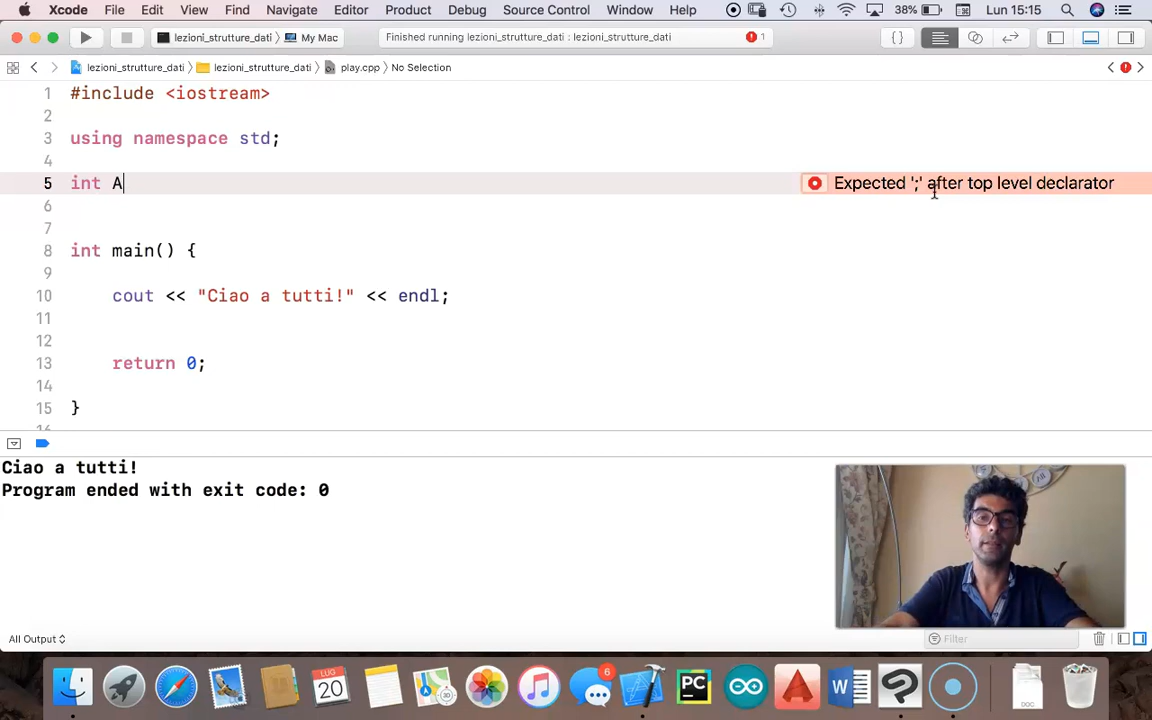 Xcode File Edit View Find Navigate Editor Product Debug Source Control Window Help 38% Lun 15:15
lezioni_strutture_dati My Mac Finished running lezioni_strutture_dati : lezioni_strutture_dati 1
lezioni_strutture_dati lezioni_strutture_dati play.cpp No Selection
1 #include <iostream>
2
3 using namespace std;
4
5 int A Expected ';' after top level declarator
6
7
8 int main() {
9
10 cout << "Ciao a tutti!" << endl;
11
12
13 return 0;
14
15 }
Ciao a tutti!
Program ended with exit code: 0
All Output Filter
LUG
20
6
PC
W
DOC